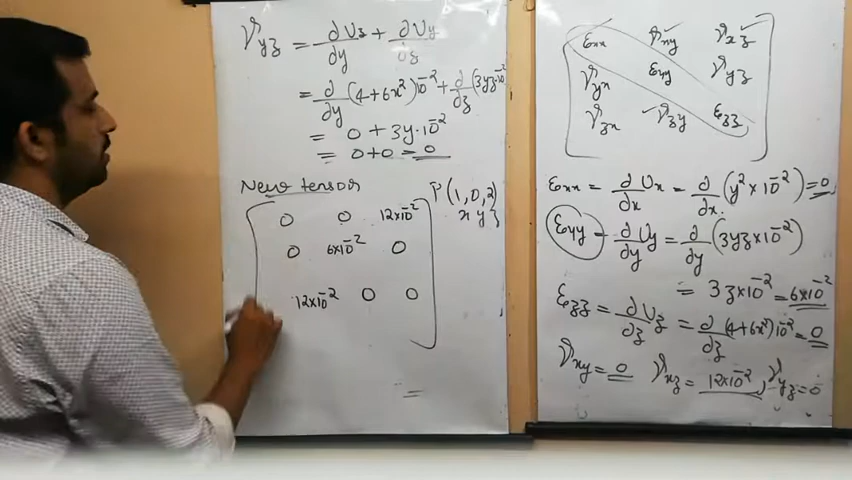 γyz = ∂Uz/∂y + ∂Uy/∂z
= ∂/∂y (4+6x²)10⁻² + ∂/∂z (3yz·10⁻²
= 0 + 3y·10⁻²
= 0+0 = 0
New tensor
P(1,0,2)
x y z
0 0 12×10⁻²
0 6×10⁻² 0
12×10⁻² 0 0
=
εxx γxy γxz
γyx εyy γyz
γzx γzy εzz
εxx = ∂Ux/∂x = ∂/∂x (y²×10⁻²) = 0
εyy = ∂Uy/∂y = ∂/∂y (3yz×10⁻²)
= 3z×10⁻² = 6×10⁻²
εzz = ∂Uz/∂z = ∂/∂z (4+6x²)10⁻² = 0
γxy = 0 γxz = 12×10⁻², γyz = 0